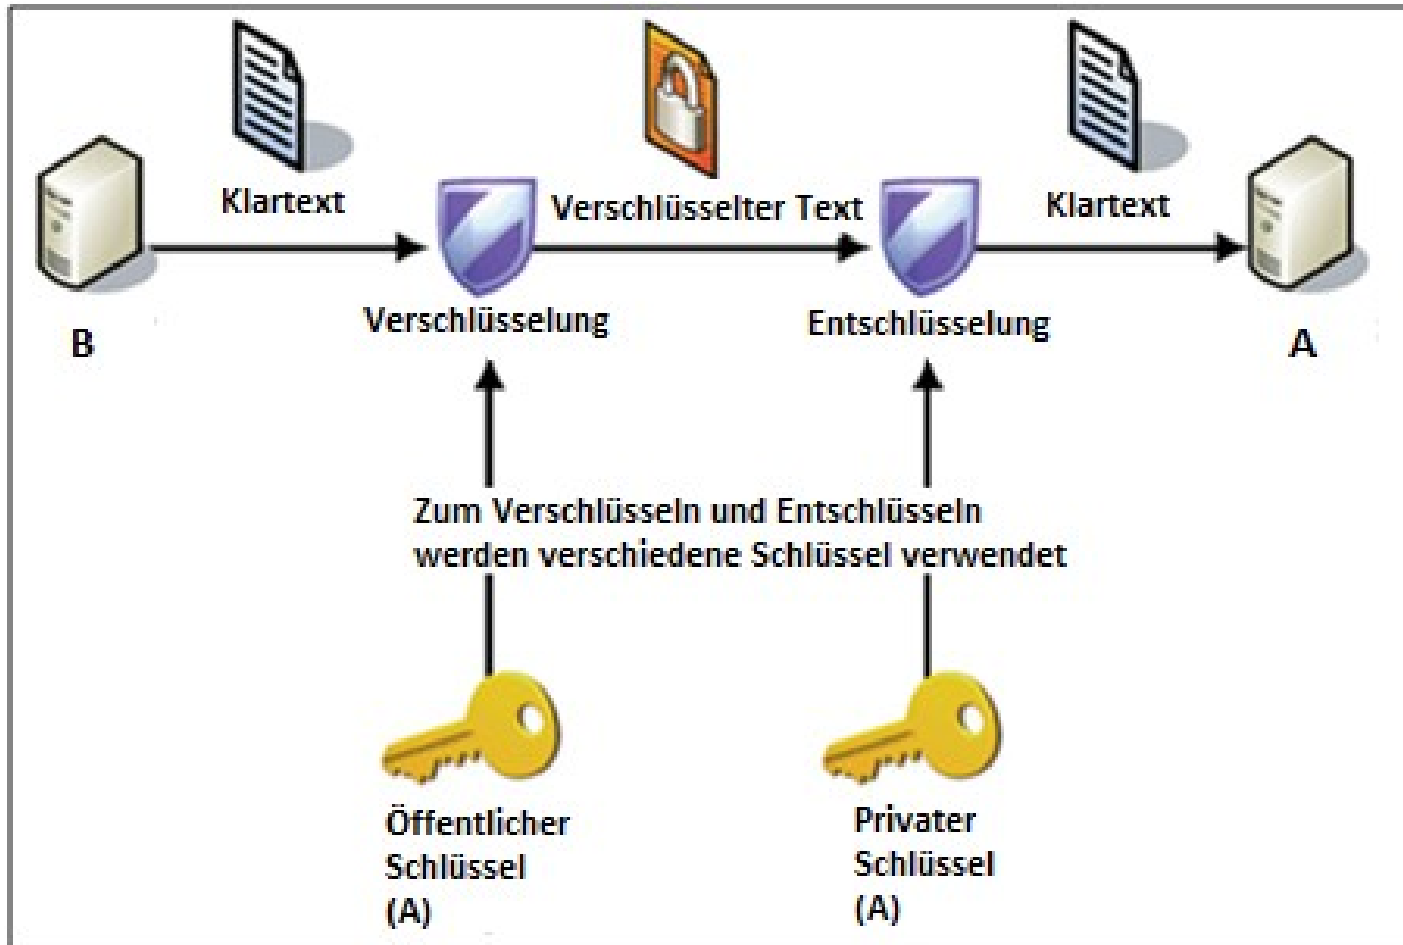 Klartext
Verschlüsselter Text
Klartext
Verschlüsselung
Entschlüsselung
B
A
Zum Verschlüsseln und Entschlüsseln
werden verschiedene Schlüssel verwendet
Öffentlicher
Schlüssel
(A)
Privater
Schlüssel
(A)